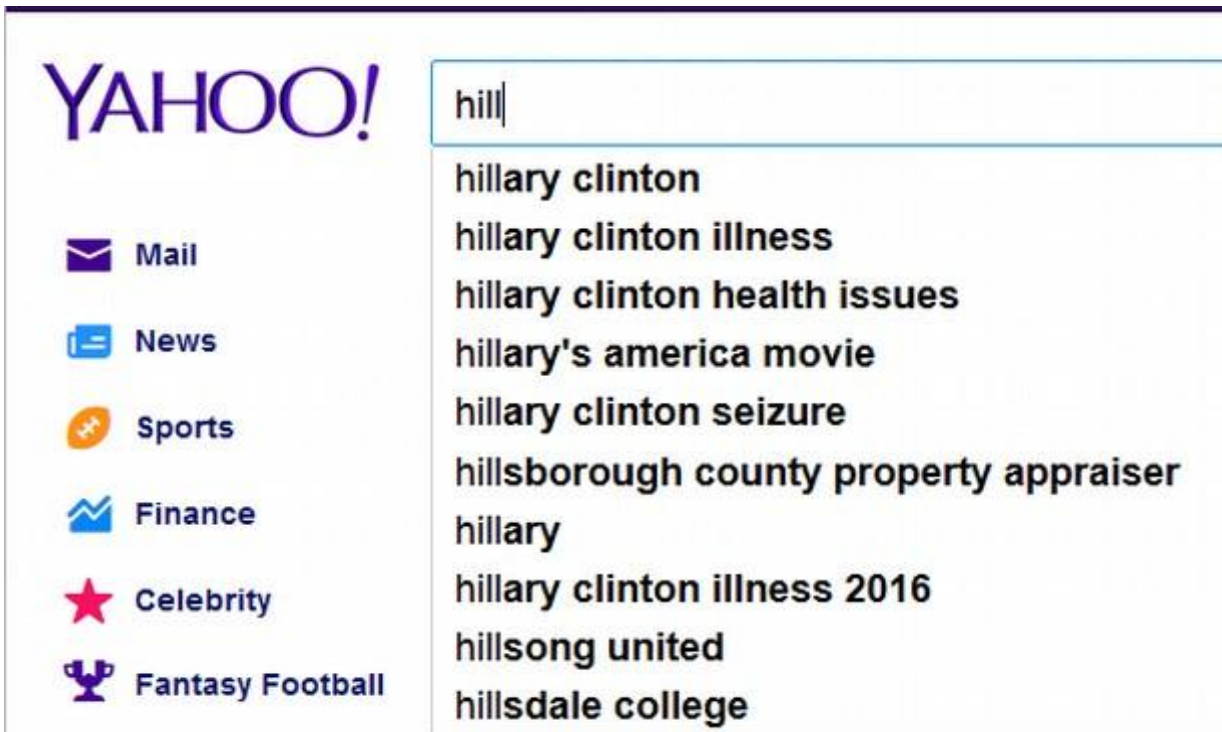 YAHOO!
hill
hillary clinton
hillary clinton illness
hillary clinton health issues
hillary's america movie
hillary clinton seizure
hillsborough county property appraiser
hillary
hillary clinton illness 2016
hillsong united
hillsdale college
Mail
News
Sports
Finance
Celebrity
Fantasy Football